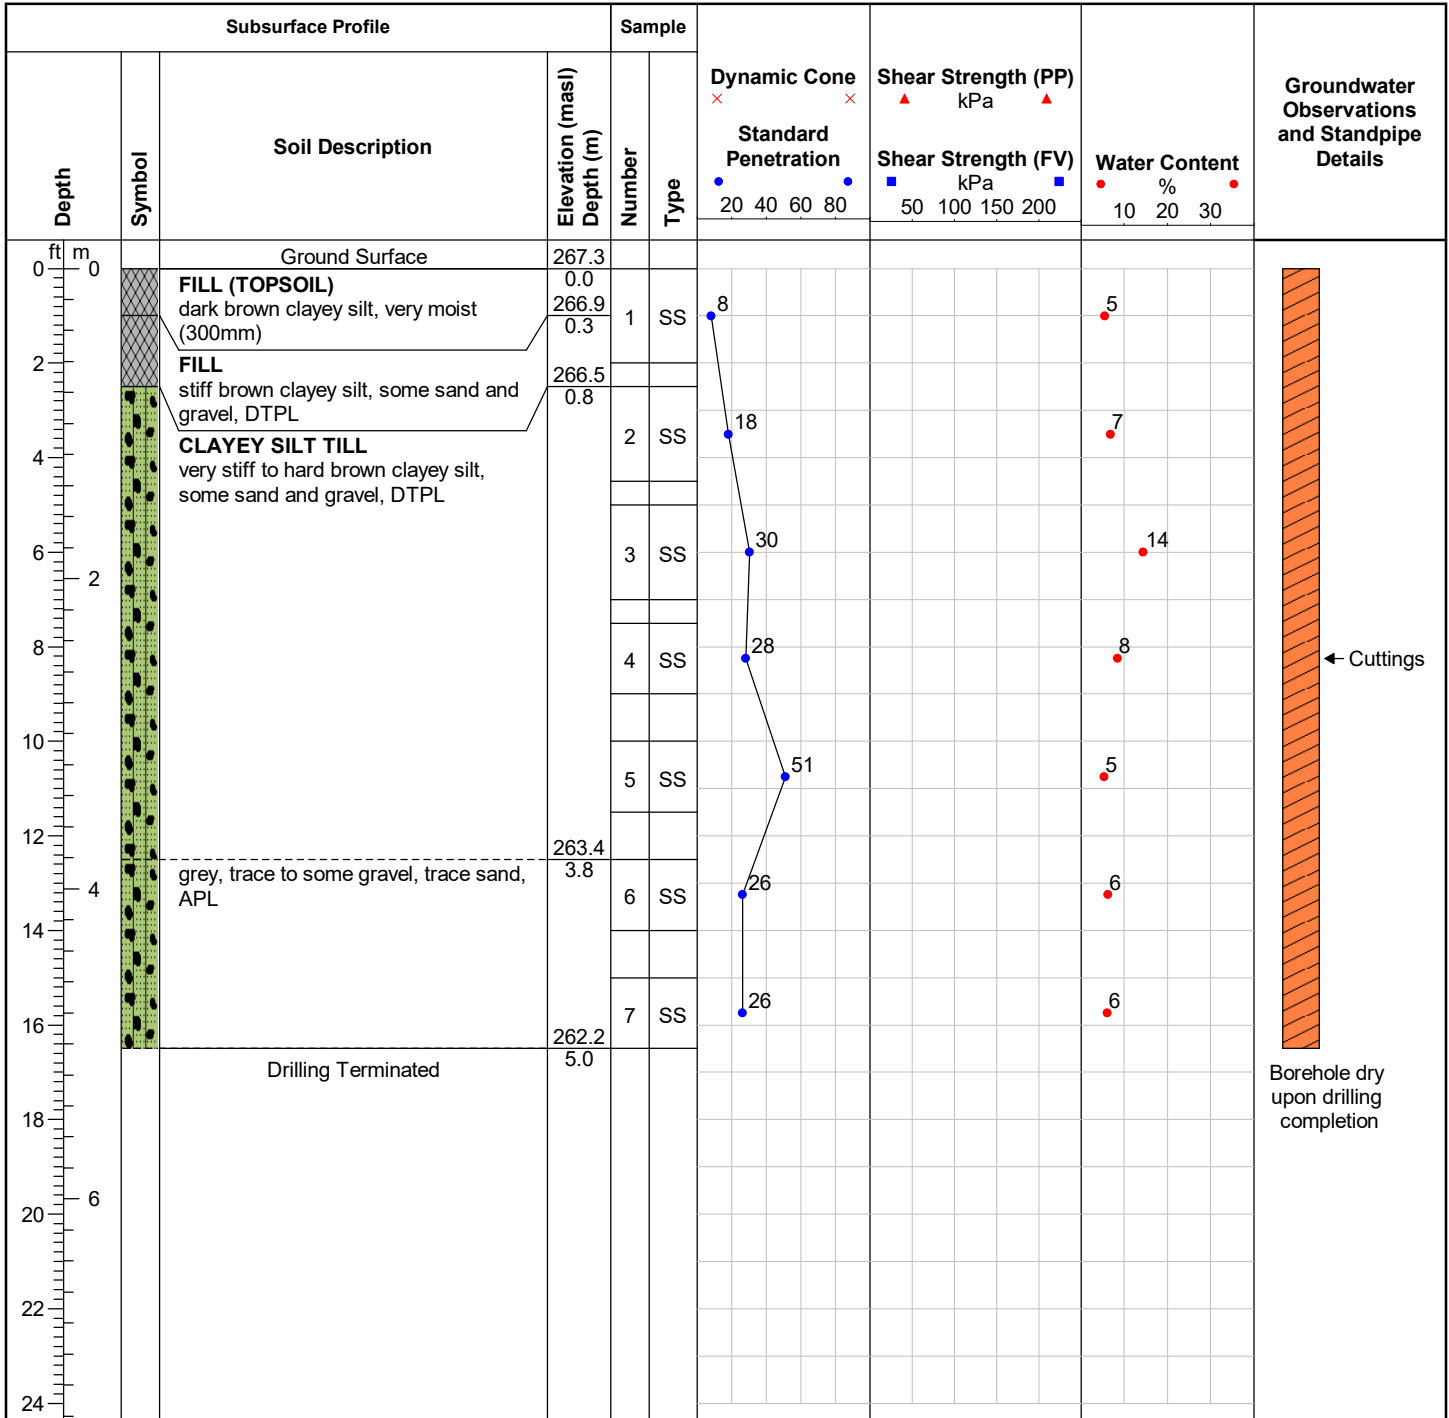 Subsurface Profile
Sample
Depth
Symbol
Soil Description
Elevation (masl)
Depth (m)
Number
Type
Dynamic Cone
Standard
Penetration
20 40 60 80
Shear Strength (PP)
kPa
Shear Strength (FV)
kPa
50 100 150 200
Water Content
%
10 20 30
Groundwater
Observations
and Standpipe
Details
ft m
Ground Surface
267.3
0 0
0.0
FILL (TOPSOIL)
dark brown clayey silt, very moist
(300mm)
266.9
0.3
1 SS
8
5
2
FILL
stiff brown clayey silt, some sand and
gravel, DTPL
266.5
0.8
CLAYEY SILT TILL
very stiff to hard brown clayey silt,
some sand and gravel, DTPL
2 SS
18
7
4
3 SS
30
14
6
2
4 SS
28
8
8
Cuttings
10
5 SS
51
5
12
263.4
3.8
grey, trace to some gravel, trace sand,
APL
4
6 SS
26
6
14
7 SS
26
6
16
262.2
5.0
Drilling Terminated
Borehole dry
upon drilling
completion
18
6
20
22
24